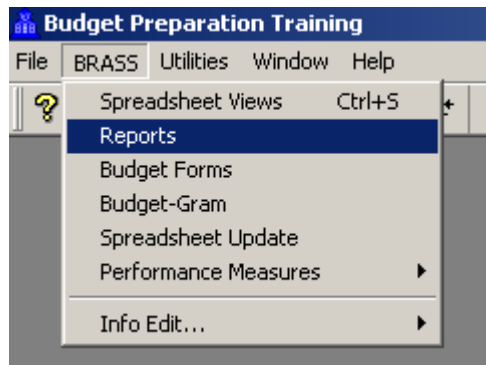 Budget Preparation Training
File BRASS Utilities Window Help
Spreadsheet Views Ctrl+S
Reports
Budget Forms
Budget-Gram
Spreadsheet Update
Performance Measures
Info Edit...